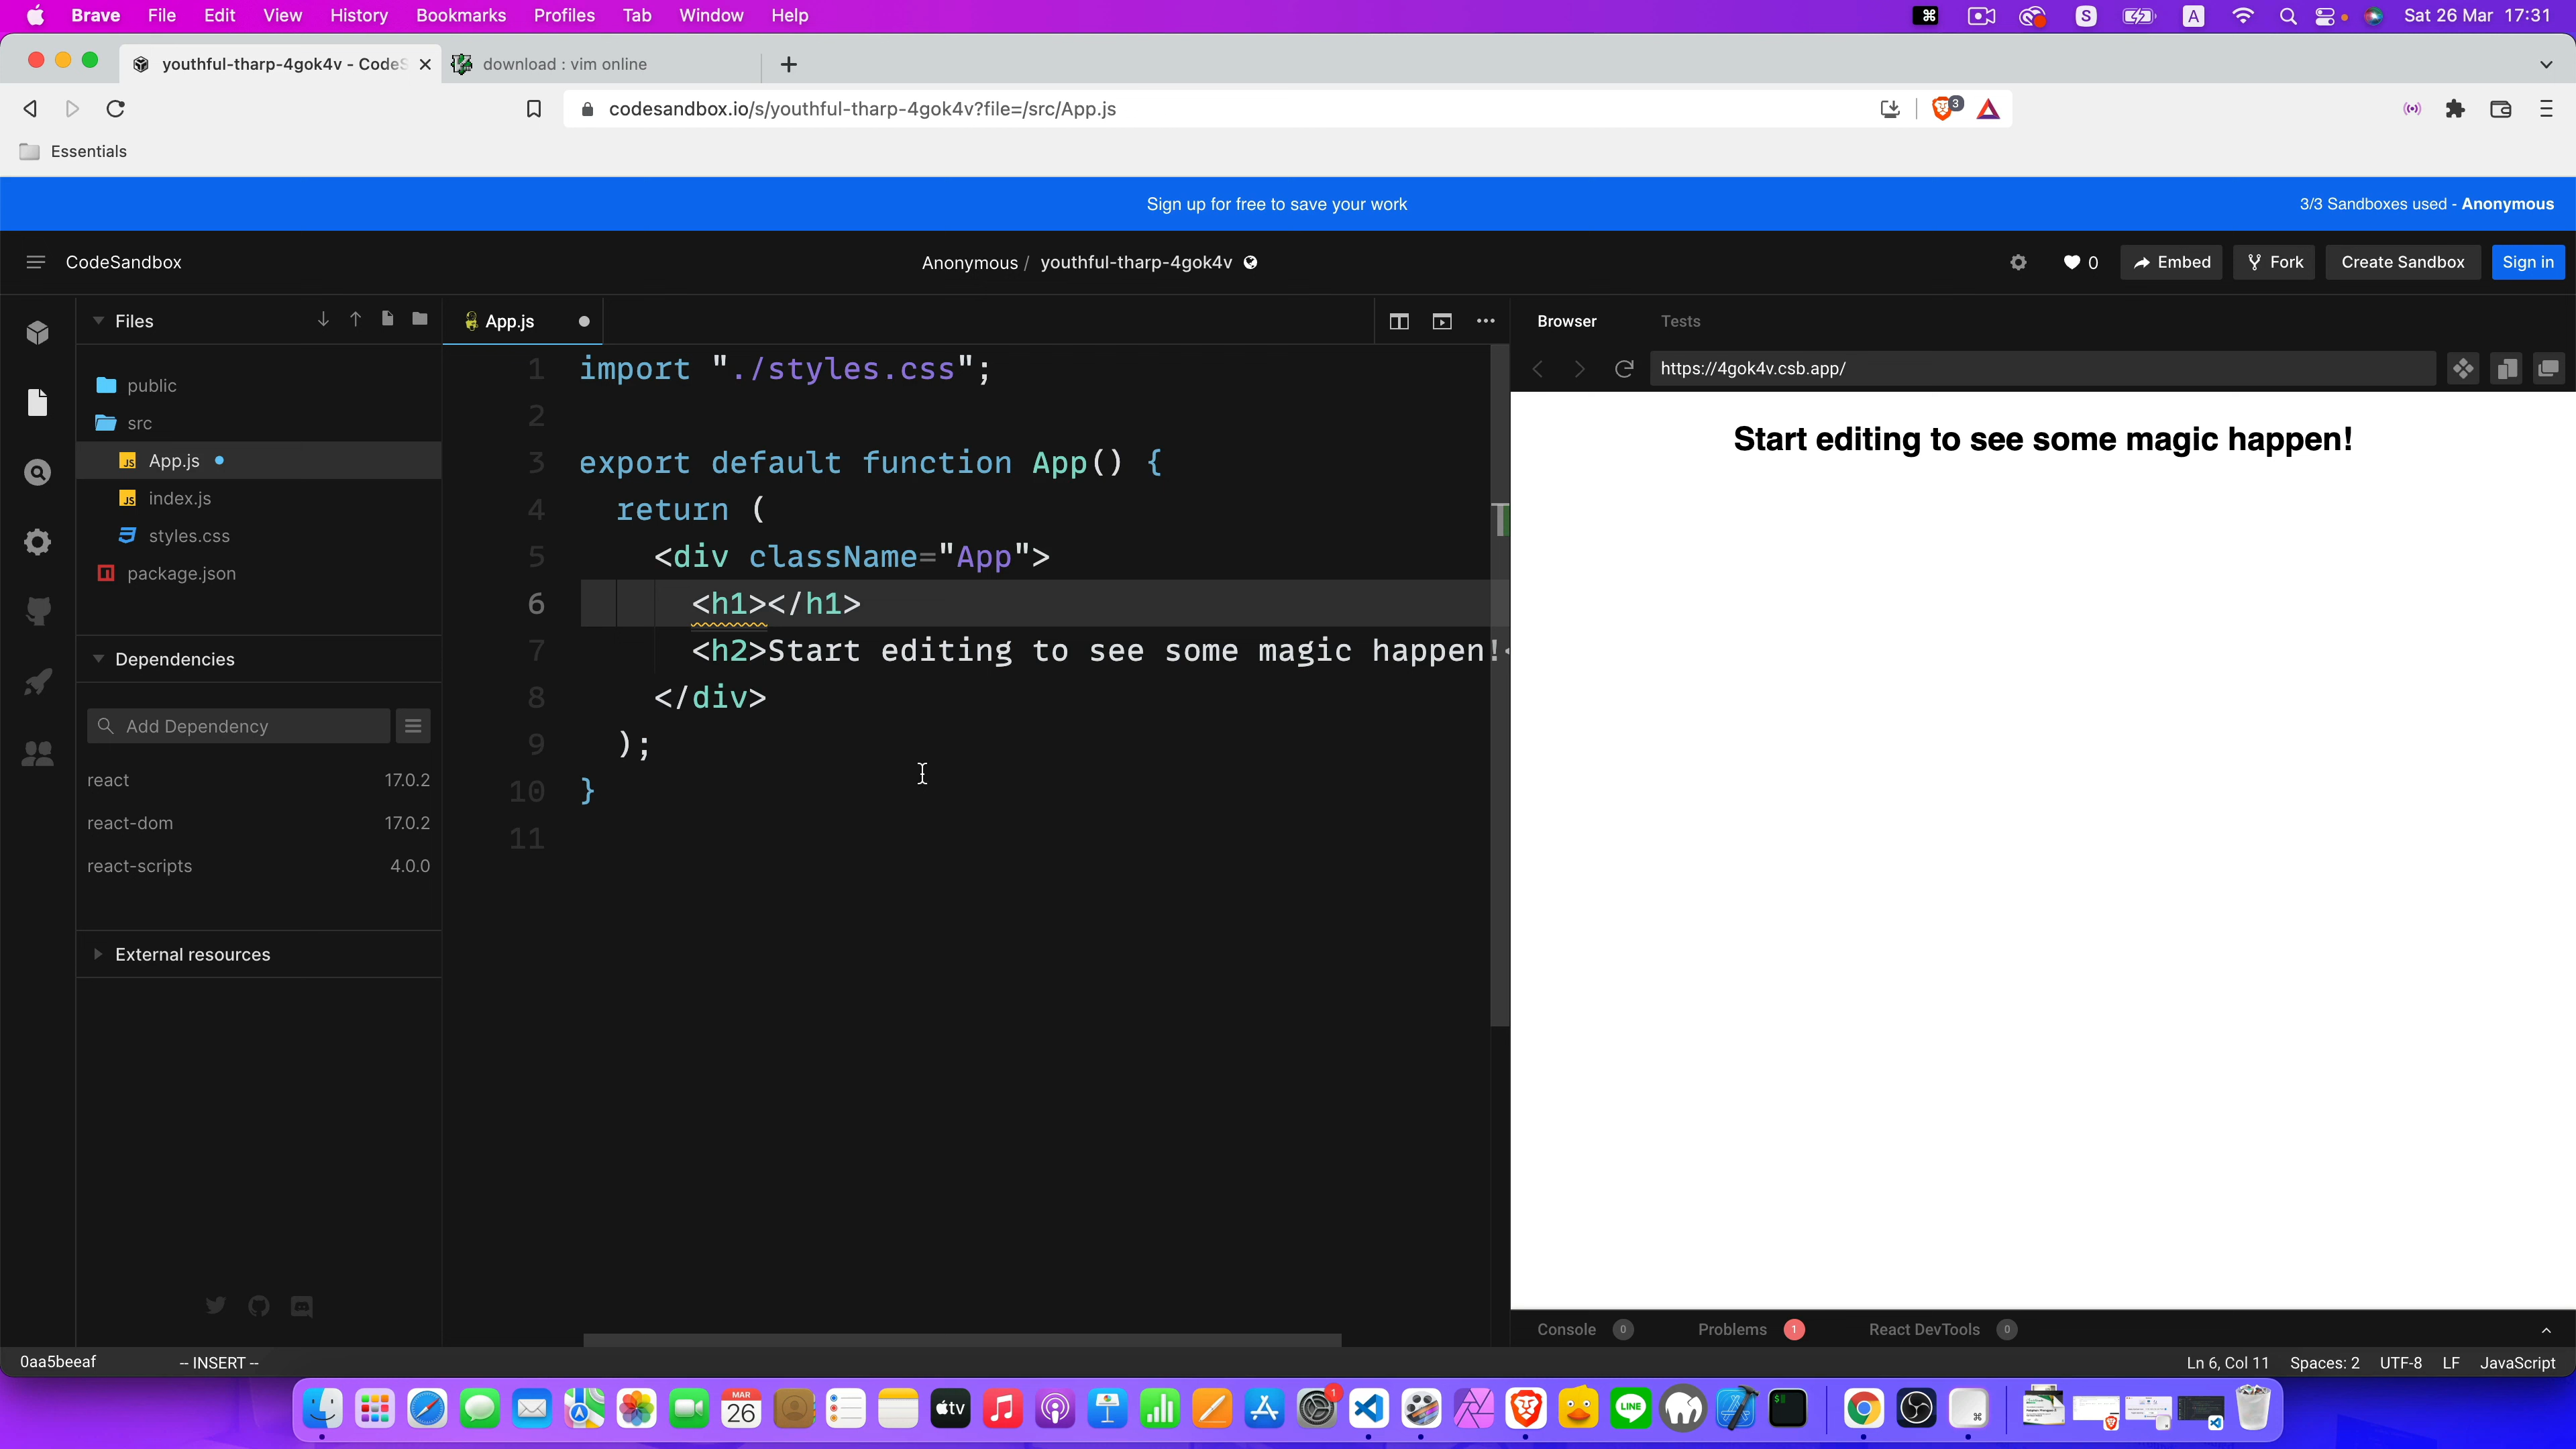 Brave File Edit View History Bookmarks Profiles Tab Window Help
S A Sat 26 Mar 17:31
youthful-tharp-4gok4v - CodeS
download : vim online
codesandbox.io/s/youthful-tharp-4gok4v?file=/src/App.js
3
Essentials
Sign up for free to save your work
3/3 Sandboxes used - Anonymous
CodeSandbox
Anonymous / youthful-tharp-4gok4v
0 Embed Fork Create Sandbox Sign in
Files
public
src
App.js
index.js
styles.css
package.json
Dependencies
Add Dependency
react 17.0.2
react-dom 17.0.2
react-scripts 4.0.0
External resources
App.js
1 import "./styles.css";
2
3 export default function App() {
4 return (
5 <div className="App">
6 <h1></h1>
7 <h2>Start editing to see some magic happen!<
8 </div>
9 );
10 }
11
Browser Tests
https://4gok4v.csb.app/
Start editing to see some magic happen!
Console 0 Problems 1 React DevTools 0
0aa5beeaf -- INSERT --
Ln 6, Col 11 Spaces: 2 UTF-8 LF JavaScript
MAR
26
tv
1
LINE